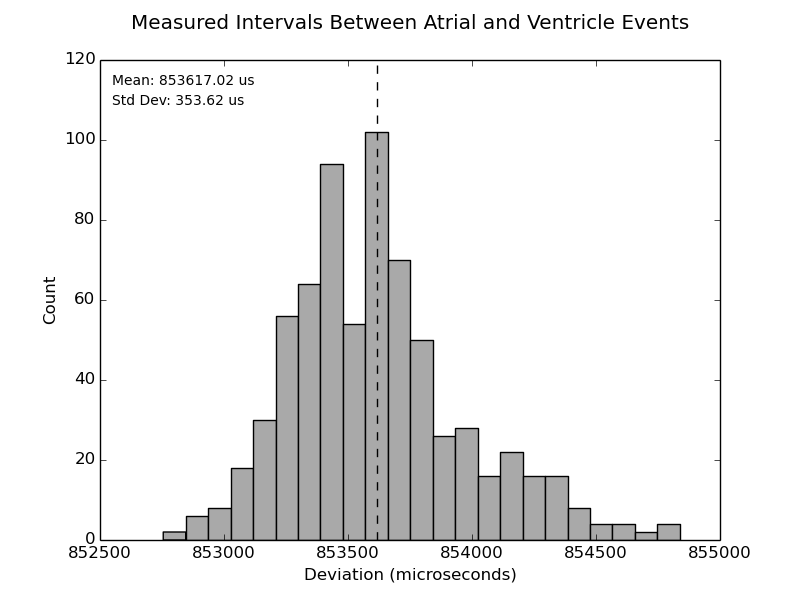 Measured Intervals Between Atrial and Ventricle Events
Mean: 853617.02 us
Std Dev: 353.62 us
120
100
80
60
40
20
0
Count
852500 853000 853500 854000 854500 855000
Deviation (microseconds)